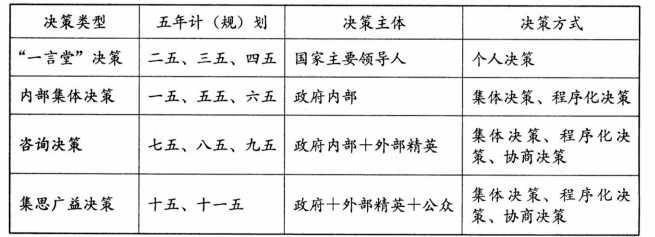 决策类型 五年计（规）划 决策主体 决策方式
“一言堂”决策 二五、三五、四五 国家主要领导人 个人决策
内部集体决策 一五、五五、六五 政府内部 集体决策、程序化决策
咨询决策 七五、八五、九五 政府内部＋外部精英 集体决策、程序化决
策、协商决策
集思广益决策 十五、十一五 政府＋外部精英＋公众 集体决策、程序化决
策、协商决策